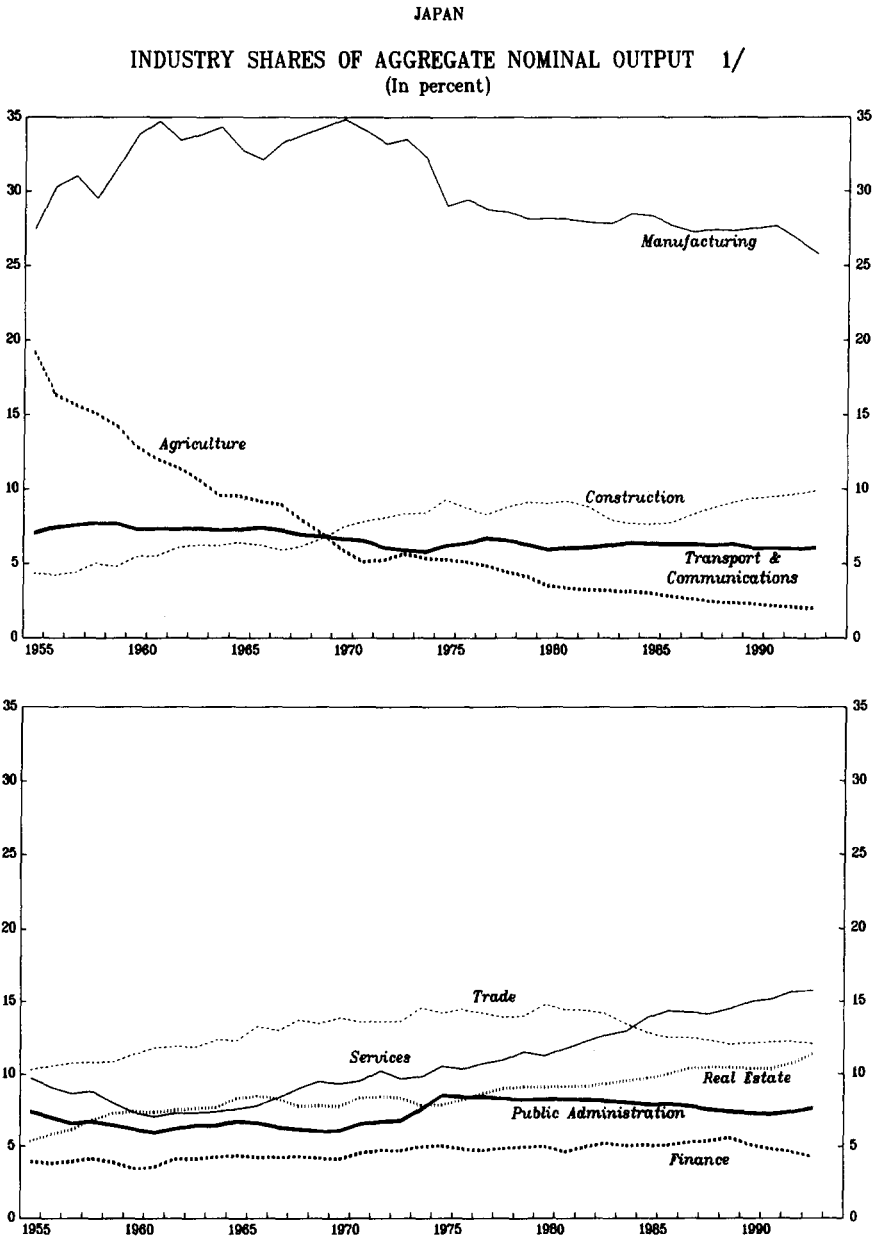 JAPAN
INDUSTRY SHARES OF AGGREGATE NOMINAL OUTPUT 1/
(In percent)
35 35
30 30
Manufacturing
25 25
20 20
15 15
Agriculture
10 10
Construction
5 5
Transport &
Communications
0 0
1955 1960 1965 1970 1975 1980 1985 1990
35 35
30 30
25 25
20 20
15 15
Trade
Services
10 10
Real Estate
Public Administration
5 5
Finance
0 0
1955 1960 1965 1970 1975 1980 1985 1990